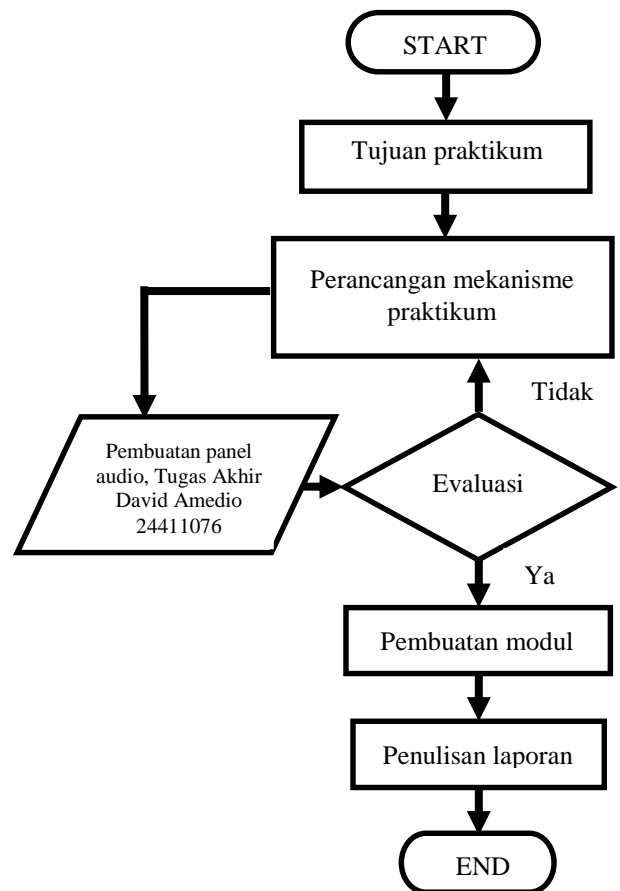 START
Tujuan praktikum
Perancangan mekanisme
praktikum
Tidak
Pembuatan panel
audio, Tugas Akhir
David Amedio
24411076
Evaluasi
Ya
Pembuatan modul
Penulisan laporan
END